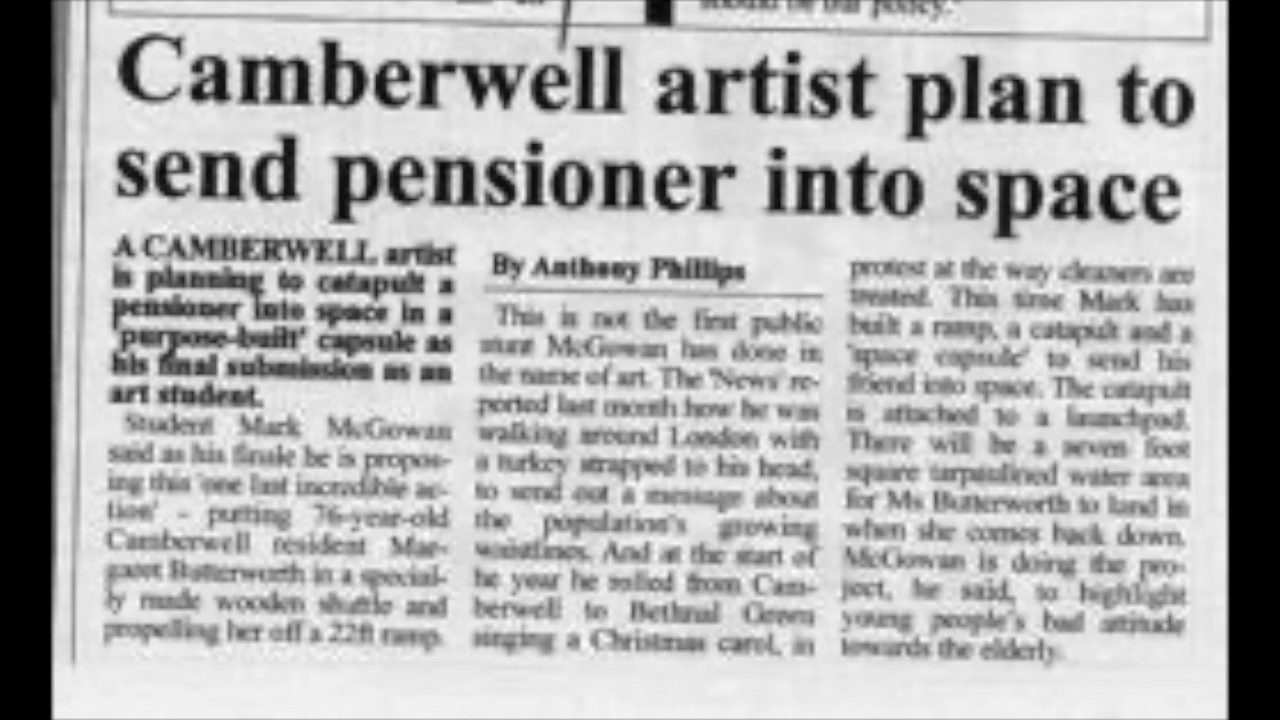 should be our policy."
Camberwell artist plan to
send pensioner into space
A CAMBERWELL artist
is planning to catapult a
pensioner into space in a
'purpose-built' capsule as
his final submission as an
art student.
Student Mark McGowan
said as his finale he is propos-
ing this 'one last incredible ac-
tion' - putting 76-year-old
Camberwell resident Mar-
garet Butterworth in a special-
ly made wooden shuttle and
propelling her off a 22ft ramp.
By Anthony Phillips
This is not the first public
stunt McGowan has done in
the name of art. The 'News' re-
ported last month how he was
walking around London with
a turkey strapped to his head,
to send out a message about
the population's growing
waistlines. And at the start of
he year he rolled from Cam-
berwell to Bethnal Green
singing a Christmas carol, in
protest at the way cleaners are
treated. This time Mark has
built a ramp, a catapult and a
'space capsule' to send his
friend into space. The catapult
is attached to a launchpad.
There will be a seven foot
square tarpaulined water area
for Ms Butterworth to land in
when she comes back down.
McGowan is doing the pro-
ject, he said, to highlight
young people's bad attitude
towards the elderly.